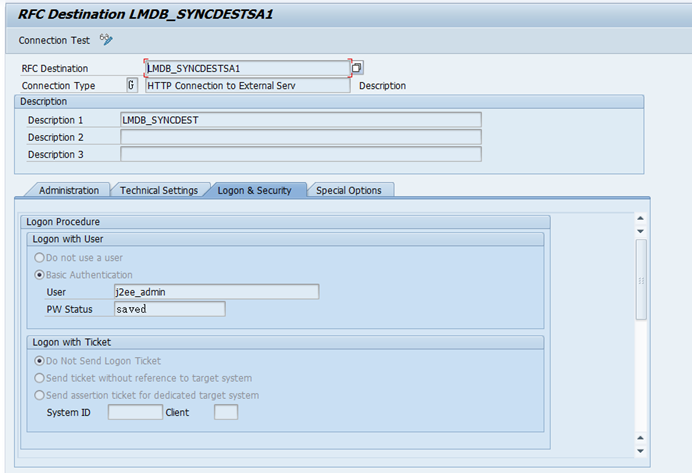 RFC Destination LMDB_SYNCDESTSA1
Connection Test
RFC Destination LMDB_SYNCDESTSA1
Connection Type G HTTP Connection to External Serv Description
Description
Description 1 LMDB_SYNCDEST
Description 2
Description 3
Administration Technical Settings Logon & Security Special Options
Logon Procedure
Logon with User
Do not use a user
Basic Authentication
User j2ee_admin
PW Status saved
Logon with Ticket
Do Not Send Logon Ticket
Send ticket without reference to target system
Send assertion ticket for dedicated target system
System ID Client